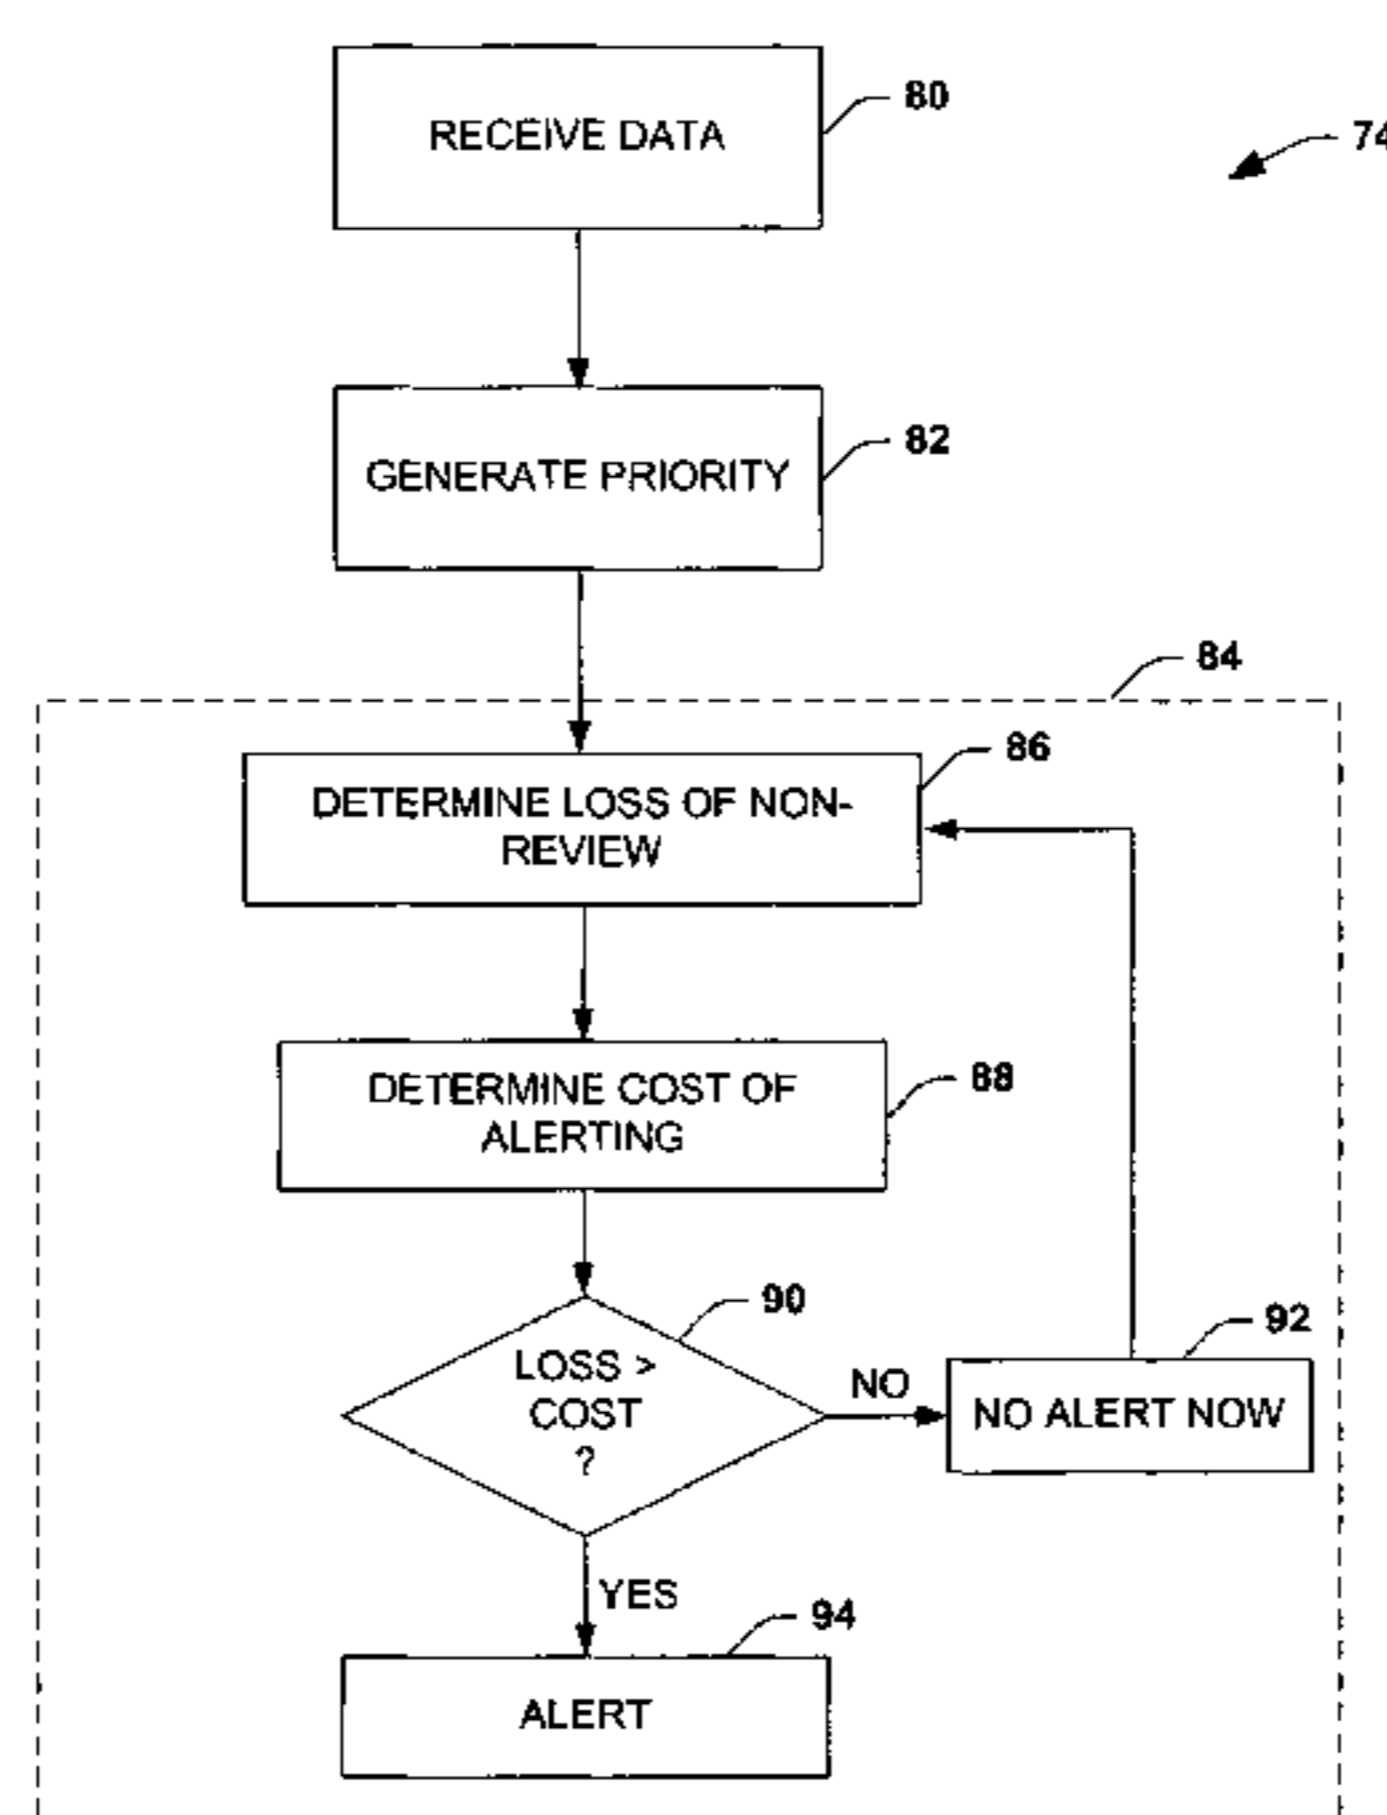 RECEIVE DATA
80
74
GENERATE PRIORITY
82
84
DETERMINE LOSS OF NON-
REVIEW
86
DETERMINE COST OF
ALERTING
88
LOSS >
COST
?
90
NO
NO ALERT NOW
92
YES
ALERT
94